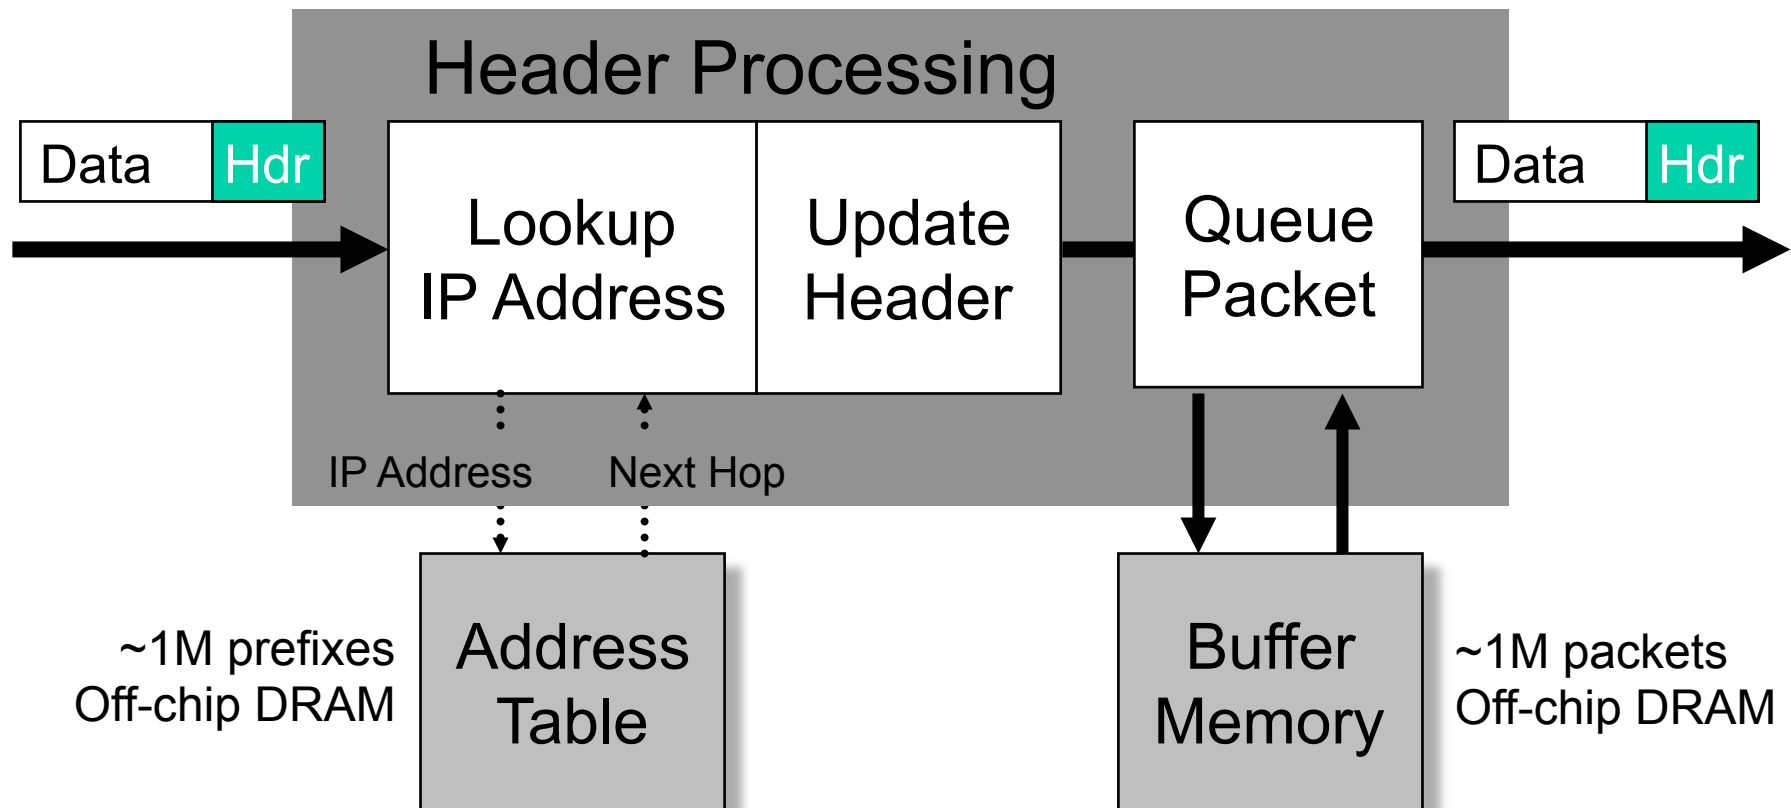 Header Processing
Data Hdr
Lookup
IP Address
Update
Header
Queue
Packet
Data Hdr
IP Address
Next Hop
~1M prefixes
Off-chip DRAM
Address
Table
Buffer
Memory
~1M packets
Off-chip DRAM